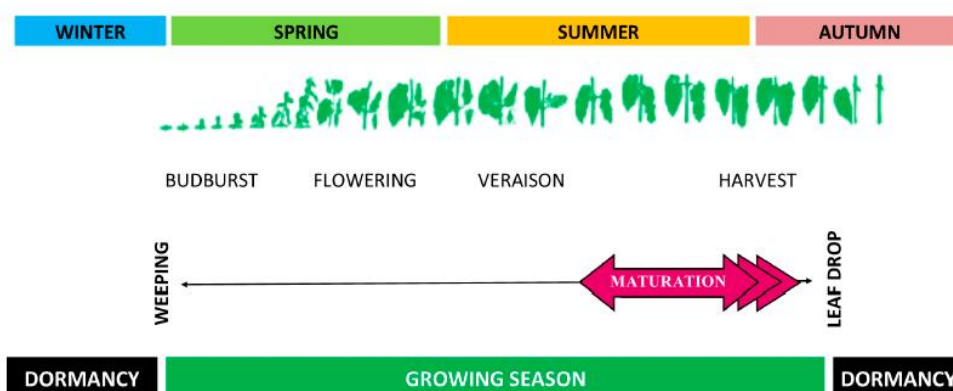 WINTER SPRING SUMMER AUTUMN
BUDBURST FLOWERING VERAISON HARVEST
WEEPING
MATURATION
LEAF DROP
DORMANCY GROWING SEASON DORMANCY